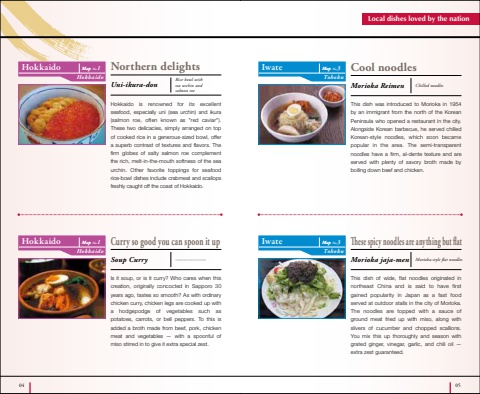 Local dishes loved by the nation
Hokkaido
Map No.1
Hokkaido
Northern delights
Uni-ikura-don
Rice bowl with
sea urchin and
salmon roe
Hokkaido is renowned for its excellent
seafood, especially uni (sea urchin) and ikura
(salmon roe, often known as "red caviar").
These two delicacies, simply arranged on top
of cooked rice in a generous-sized bowl, offer
a superb contrast of textures and flavors. The
firm globes of salty salmon roe complement
the rich, melt-in-the-mouth softness of the sea
urchin. Other favorite toppings for seafood
rice-bowl dishes include crabmeat and scallops
freshly caught off the coast of Hokkaido.
Hokkaido
Map No.1
Hokkaido
Curry so good you can spoon it up
Soup Curry
Is it soup, or is it curry? Who cares when this
creation, originally concocted in Sapporo 30
years ago, tastes so smooth? As with ordinary
chicken curry, chicken legs are cooked up with
a hodgepodge of vegetables such as
potatoes, carrots, or bell peppers. To this is
added a broth made from beef, pork, chicken
meat and vegetables — with a spoonful of
miso stirred in to give it extra special zest.
04
Iwate
Map No.3
Tohoku
Cool noodles
Morioka Reimen
Chilled noodles
This dish was introduced to Morioka in 1954
by an immigrant from the north of the Korean
Peninsula who opened a restaurant in the city.
Alongside Korean barbecue, he served chilled
Korean-style noodles, which soon became
popular in the area. The semi-transparent
noodles have a firm, al-dente texture and are
served with plenty of savory broth made by
boiling down beef and chicken.
Iwate
Map No.3
Tohoku
These spicy noodles are anything but flat
Morioka jaja-men
Morioka-style flat noodles
This dish of wide, flat noodles originated in
northeast China and is said to have first
gained popularity in Japan as a fast food
served at outdoor stalls in the city of Morioka.
The noodles are topped with a sauce of
ground meat fried up with miso, along with
slivers of cucumber and chopped scallions.
You mix this up thoroughly and season with
grated ginger, vinegar, garlic, and chili oil —
extra zest guaranteed.
05